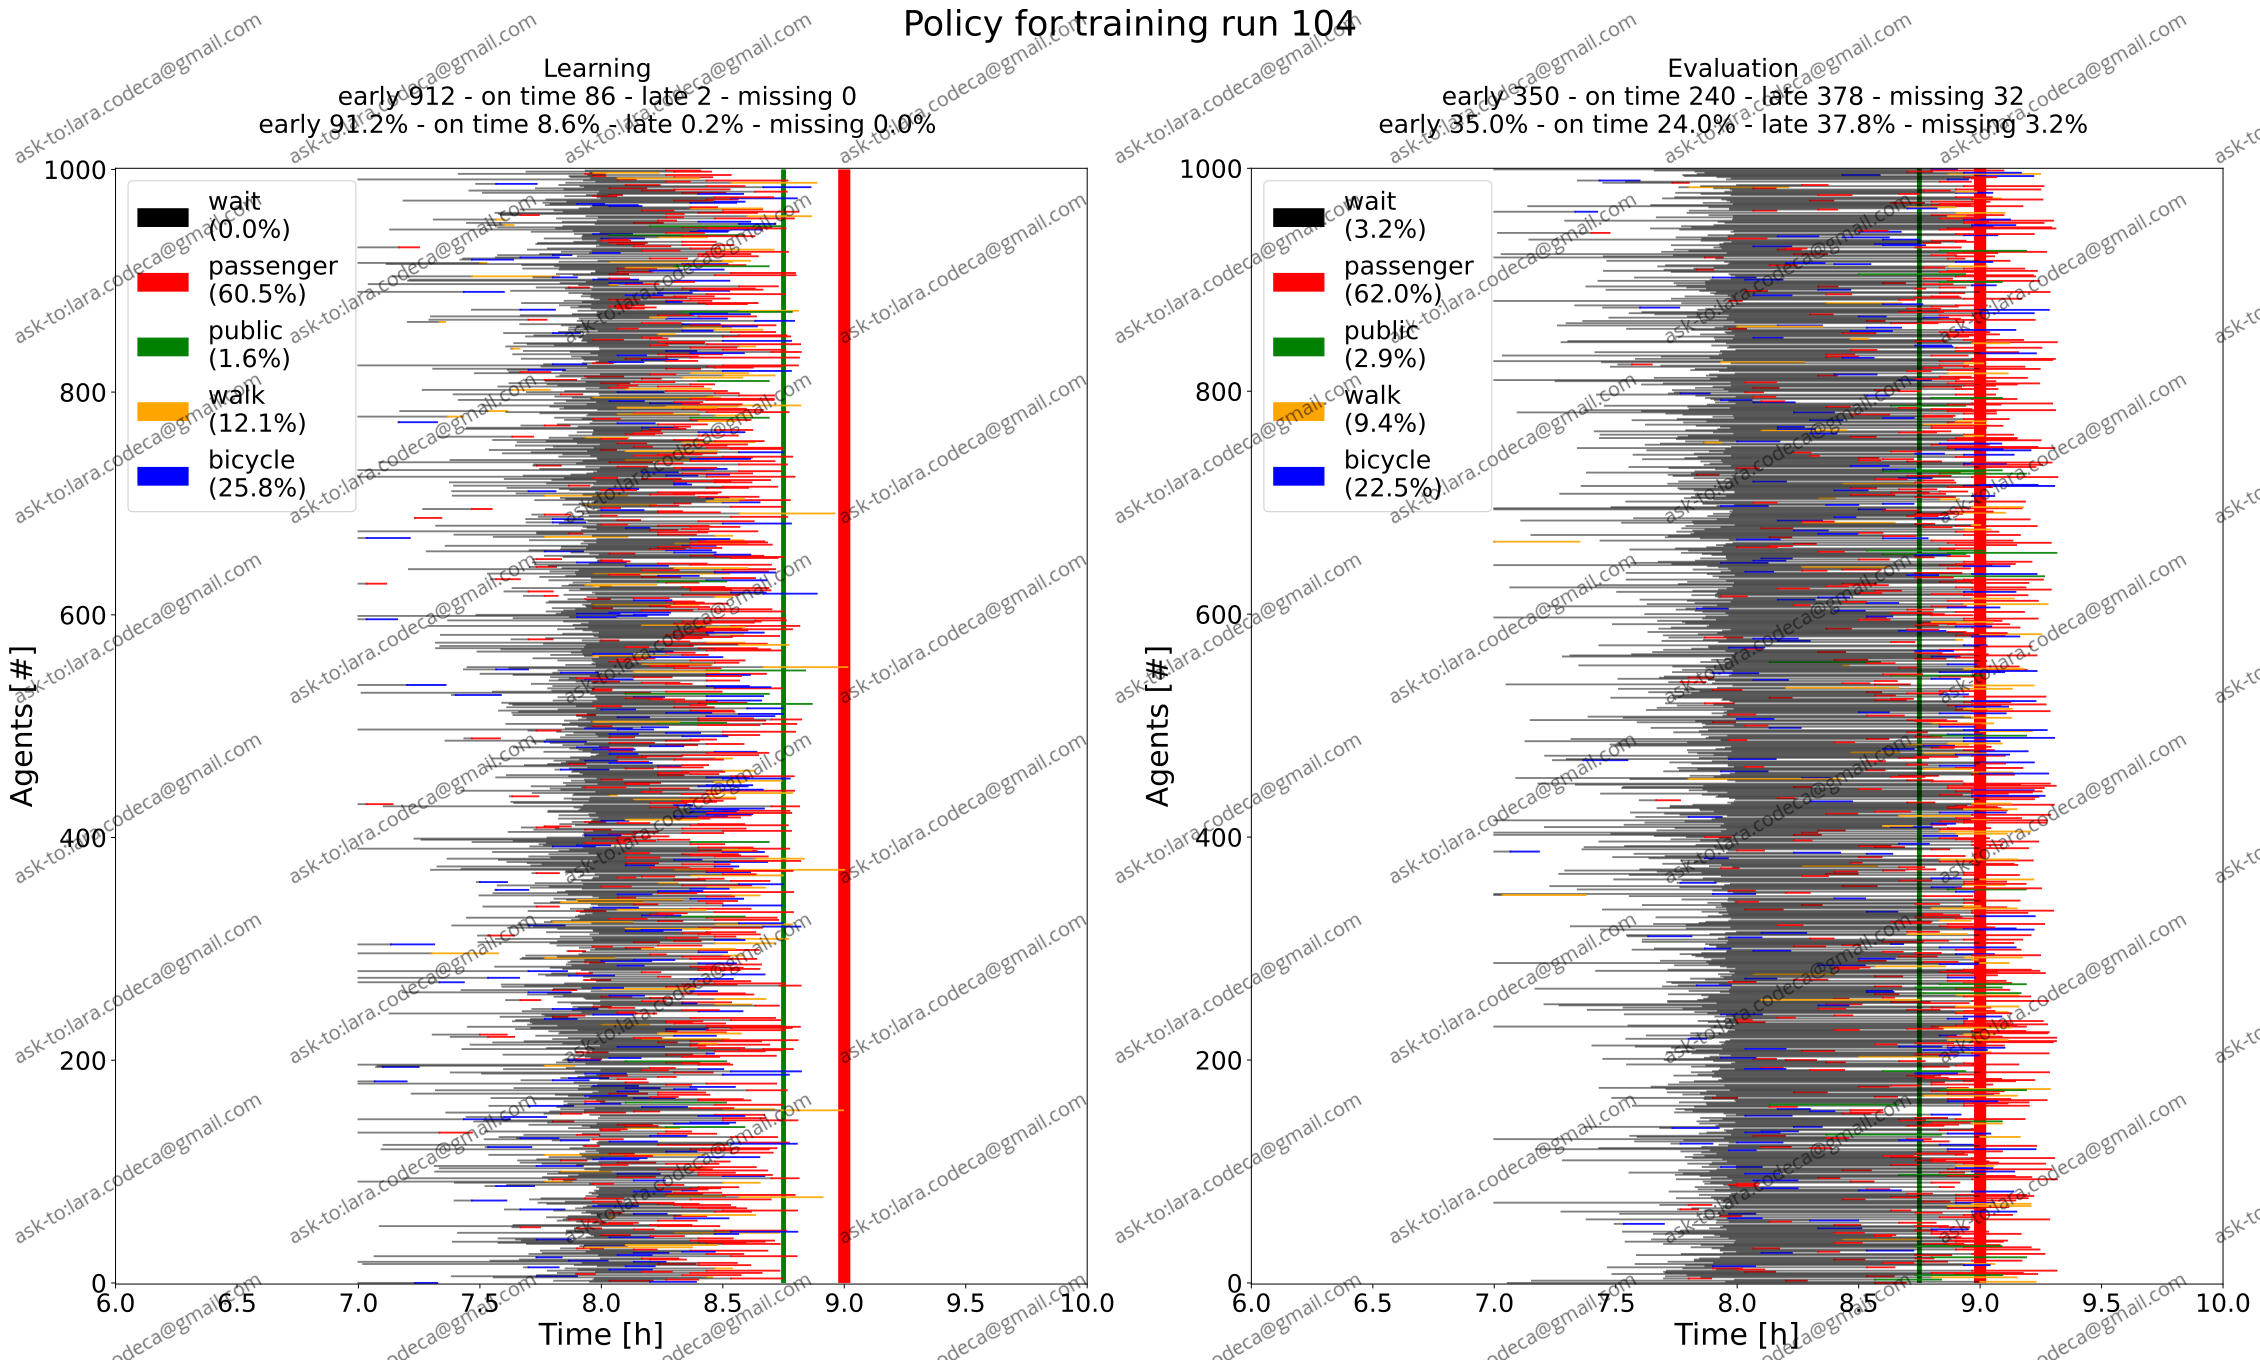 Policy for training run 104
Learning
early 912 - on time 86 - late 2 - missing 0
early 91.2% - on time 8.6% - late 0.2% - missing 0.0%
1000
800
600
400
200
0
Agents [#]
wait
(0.0%)
passenger
(60.5%)
public
(1.6%)
walk
(12.1%)
bicycle
(25.8%)
6.0 6.5 7.0 7.5 8.0 8.5 9.0 9.5 10.0
Time [h]
Evaluation
early 350 - on time 240 - late 378 - missing 32
early 35.0% - on time 24.0% - late 37.8% - missing 3.2%
1000
800
600
400
200
0
Agents [#]
wait
(3.2%)
passenger
(62.0%)
public
(2.9%)
walk
(9.4%)
bicycle
(22.5%)
6.0 6.5 7.0 7.5 8.0 8.5 9.0 9.5 10.0
Time [h]
ask-to:lara.codeca@gmail.com